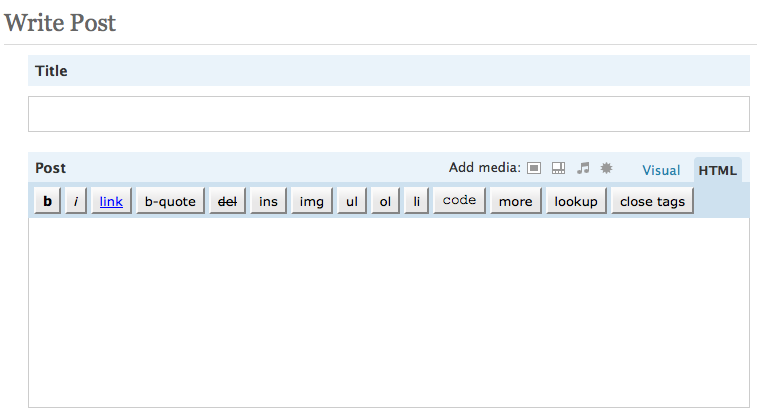 Write Post
Title
Post Add media: Visual HTML
b i link b-quote del ins img ul ol li code more lookup close tags